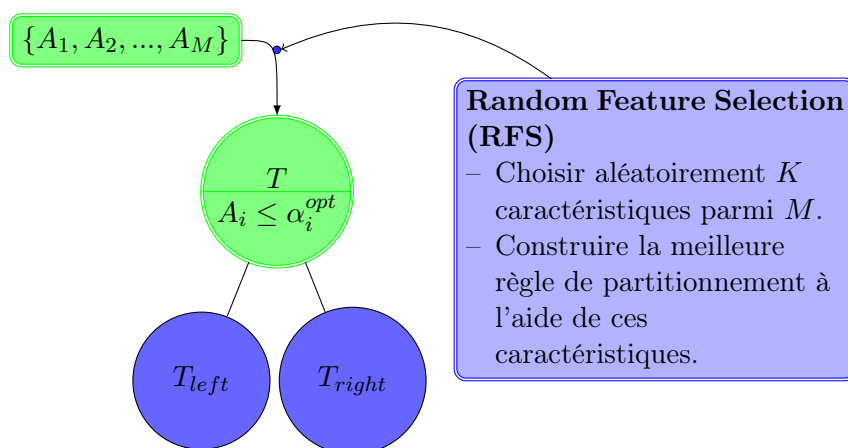 {A_1, A_2, ..., A_M}
Random Feature Selection
(RFS)
– Choisir aléatoirement K
caractéristiques parmi M.
– Construire la meilleure
règle de partitionnement à
l'aide de ces
caractéristiques.
T
A_i ≤ α_i^{opt}
T_{left}
T_{right}